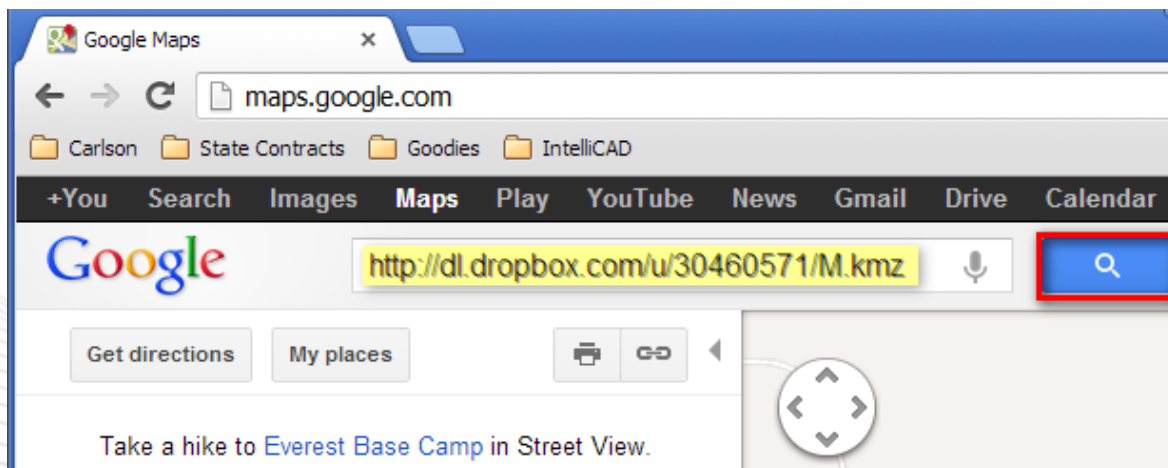 Google Maps
maps.google.com
Carlson State Contracts Goodies IntelliCAD
+You Search Images Maps Play YouTube News Gmail Drive Calendar
Google http://dl.dropbox.com/u/30460571/M.kmz
Get directions My places
Take a hike to Everest Base Camp in Street View.